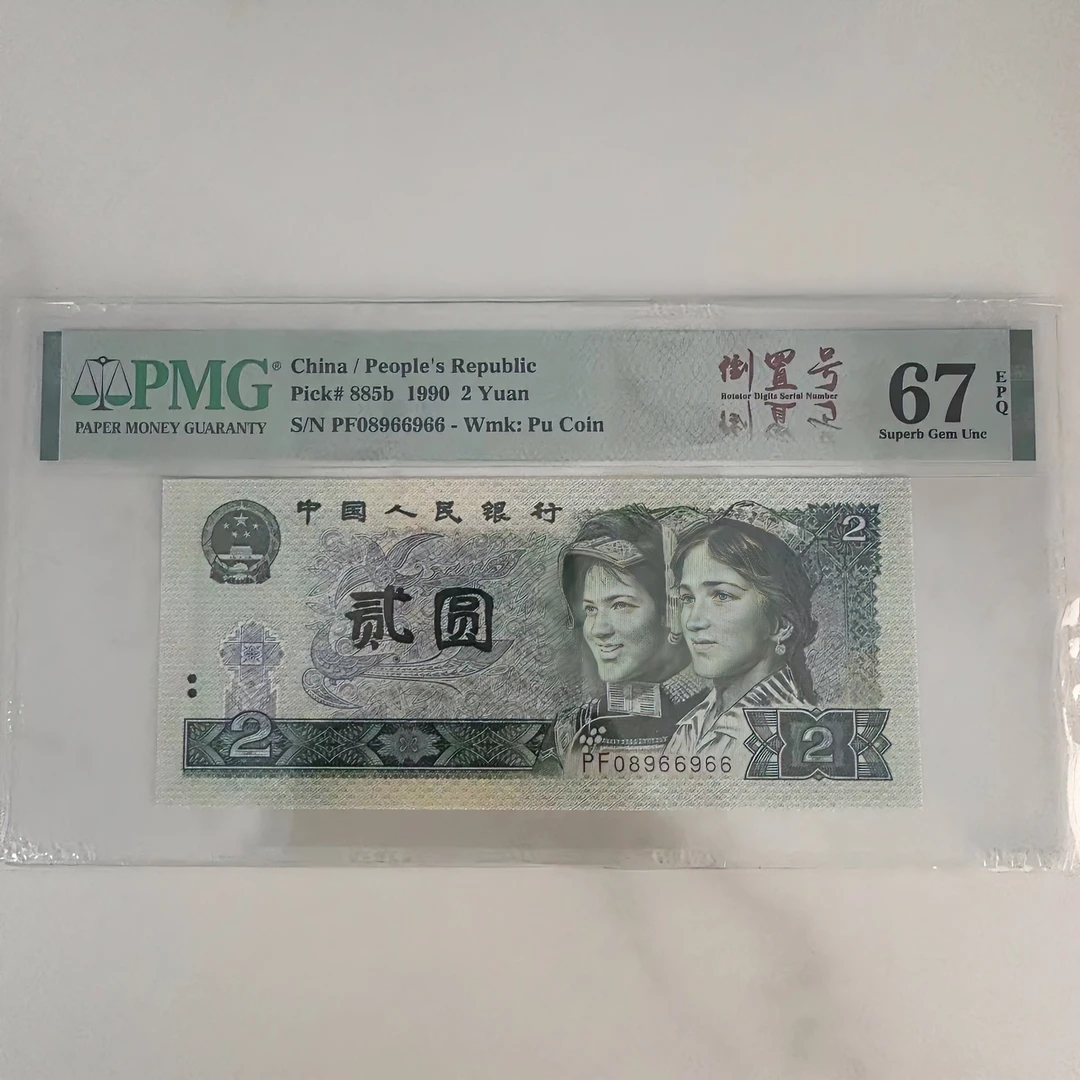 PMG®
PAPER MONEY GUARANTY
China / People's Republic
Pick# 885b 1990 2 Yuan
S/N PF08966966 - Wmk: Pu Coin
倒置号
Rotator Digits Serial Number
67
EPQ
Superb Gem Unc
中国人民银行
2
贰圆
2
PF08966966
2